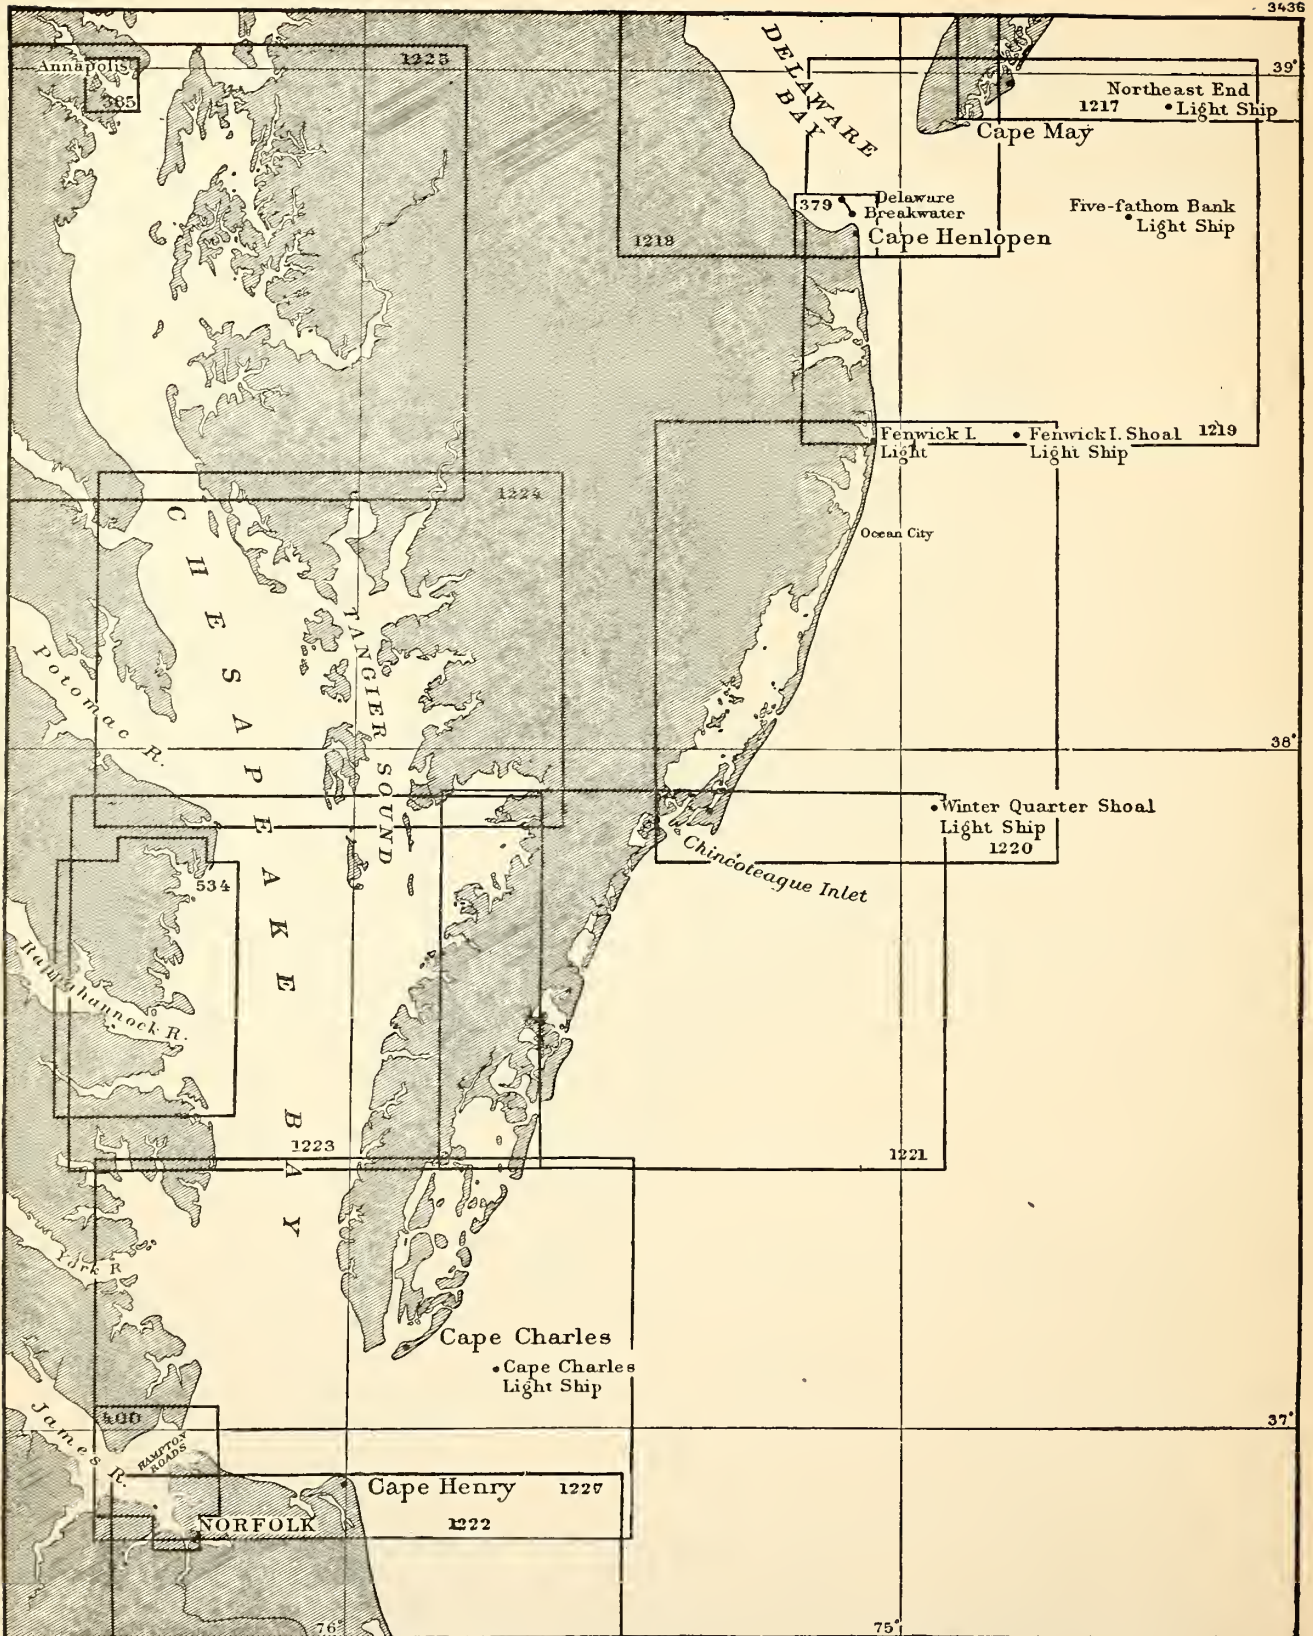 3436
Annapolis
385
1225
DELAWARE
BAY
39°
Northeast End
1217
Light Ship
Cape May
379
Delaware
Breakwater
Cape Henlopen
1218
Five-fathom Bank
Light Ship
Fenwick I.
Light
Fenwick I. Shoal
Light Ship
1219
1224
Ocean City
CHESAPEAKE BAY
TANGIER SOUND
Potomac R.
38°
Winter Quarter Shoal
Light Ship
1220
Chincoteague Inlet
534
Rappahannock R.
1223
1221
York R
Cape Charles
Cape Charles
Light Ship
400
37°
James R.
HAMPTON
ROADS
Cape Henry
1227
NORFOLK
1222
76°
75°